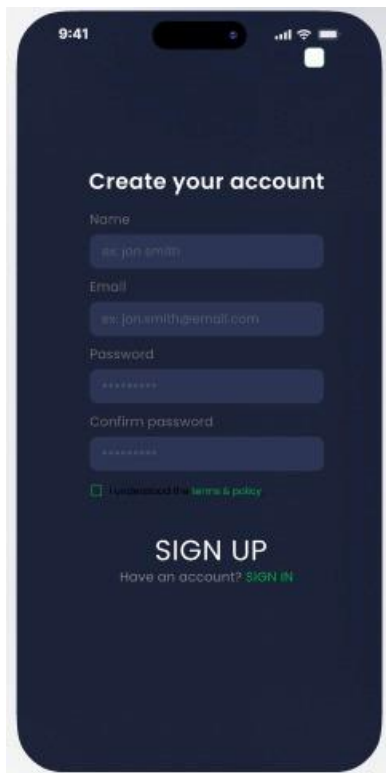 9:41
Create your account
Name
ex: jon smith
Email
ex: jon.smith@email.com
Password
*********
Confirm password
*********
I understood the terms & policy.
SIGN UP
Have an account? SIGN IN